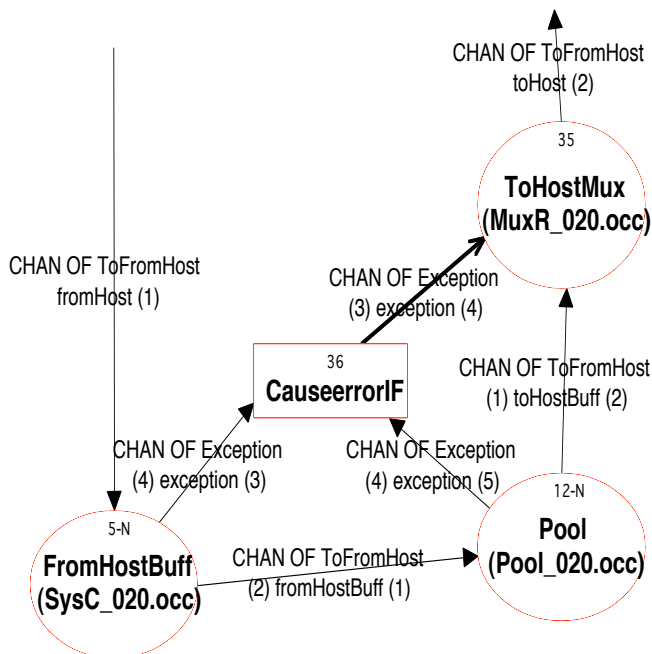 CHAN OF ToFromHost
toHost (2)
35
ToHostMux
(MuxR_020.occ)
CHAN OF ToFromHost
fromHost (1)
CHAN OF Exception
(3) exception (4)
36
CauseerrorIF
CHAN OF ToFromHost
(1) toHostBuff (2)
CHAN OF Exception
(4) exception (3)
CHAN OF Exception
(4) exception (5)
5-N
FromHostBuff
(SysC_020.occ)
CHAN OF ToFromHost
(2) fromHostBuff (1)
12-N
Pool
(Pool_020.occ)